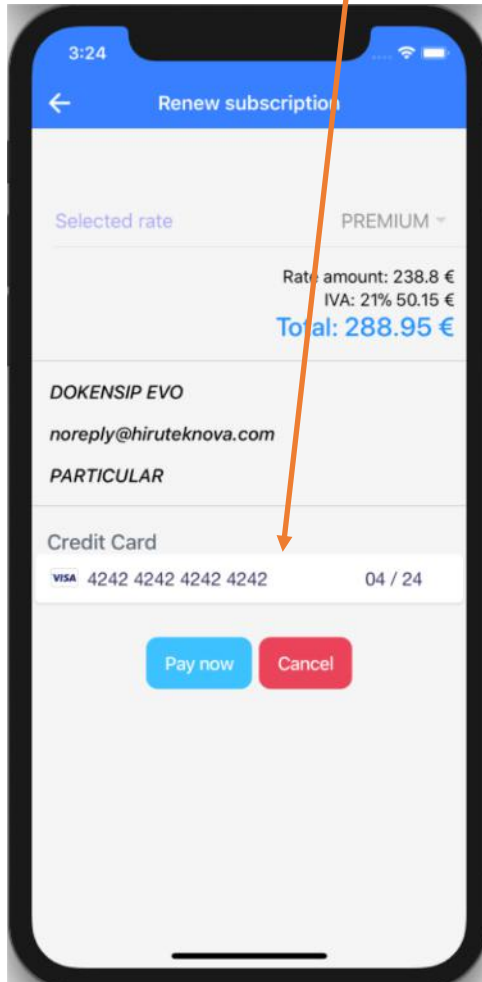 3:24
Renew subscription
Selected rate PREMIUM
Rate amount: 238.8 €
IVA: 21% 50.15 €
Total: 288.95 €
DOKENSIP EVO
noreply@hiruteknova.com
PARTICULAR
Credit Card
VISA 4242 4242 4242 4242 04 / 24
Pay now Cancel